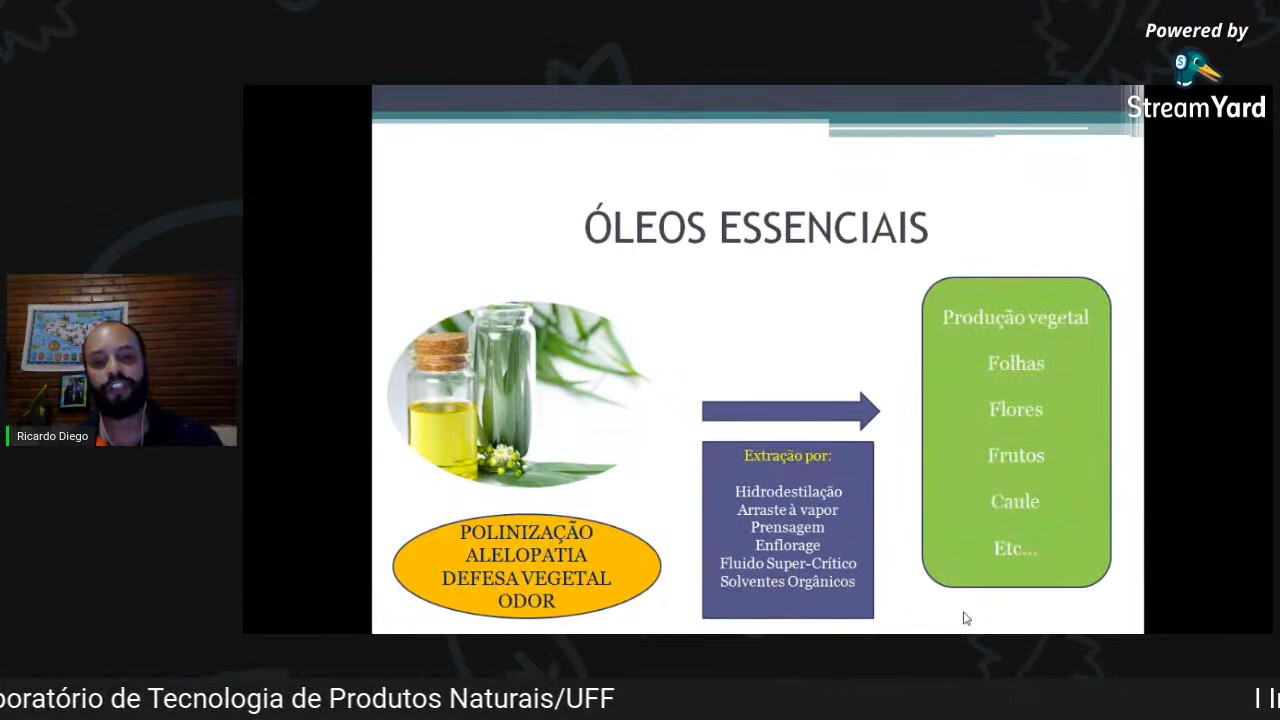 Powered by
StreamYard
ÓLEOS ESSENCIAIS
Produção vegetal
Folhas
Flores
Frutos
Caule
Etc...
Extração por:
Hidrodestilação
Arraste à vapor
Prensagem
Enflorage
Fluido Super-Crítico
Solventes Orgânicos
POLINIZAÇÃO
ALELOPATIA
DEFESA VEGETAL
ODOR
Ricardo Diego
boratório de Tecnologia de Produtos Naturais/UFF